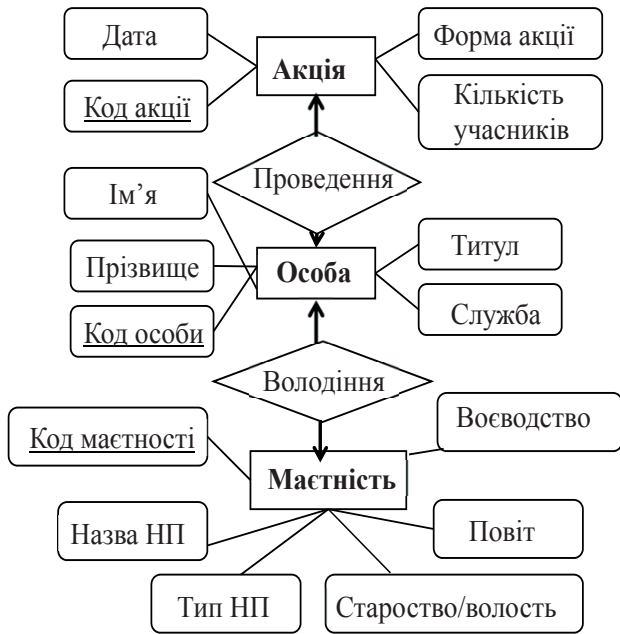 Дата
Форма акції
Акція
Код акції
Кількість
учасників
Проведення
Ім’я
Прізвище
Титул
Особа
Код особи
Служба
Володіння
Воєводство
Код маєтності
Маєтність
Назва НП
Повіт
Тип НП
Староство/волость